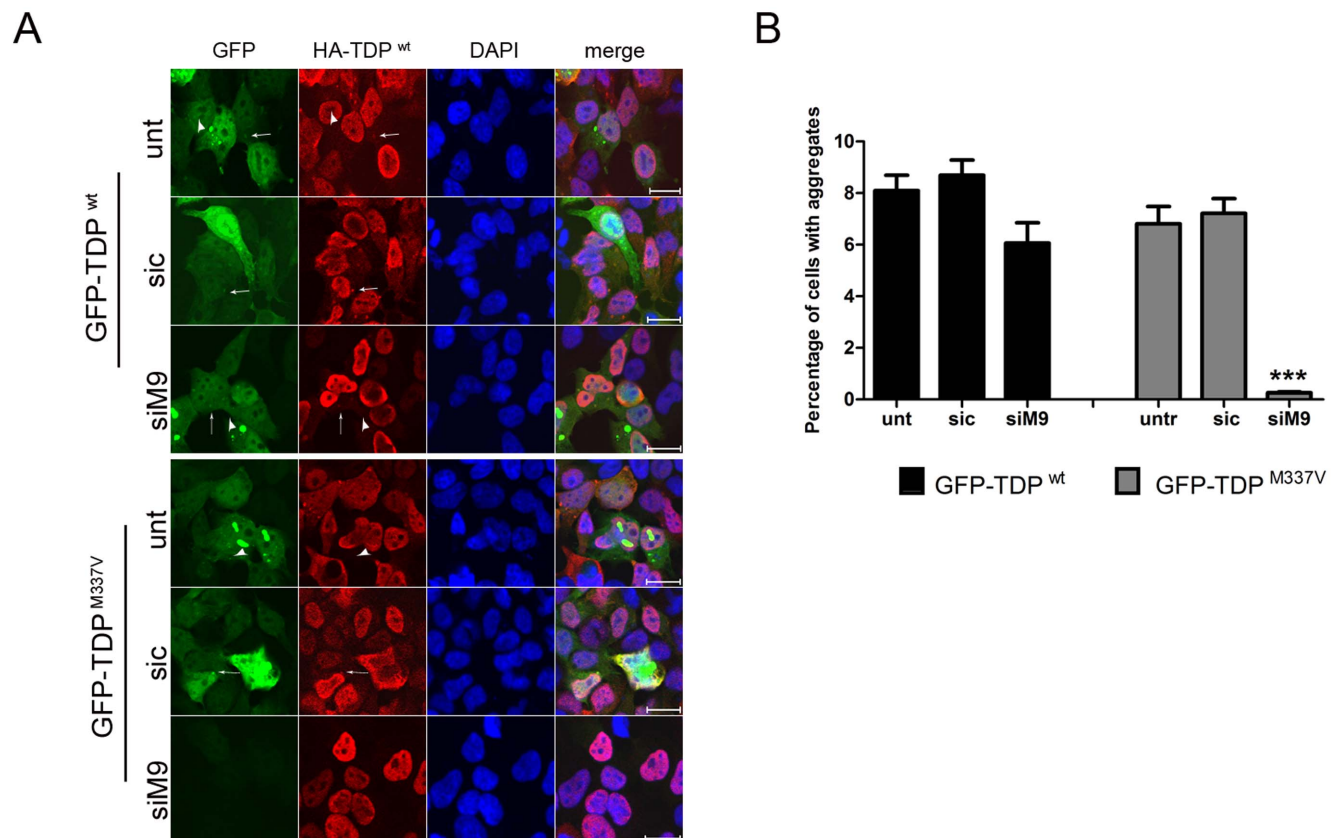 A
GFP HA-TDP wt DAPI merge
unt
sic
siM9
GFP-TDP wt
unt
sic
siM9
GFP-TDP M337V
B
Percentage of cells with aggregates
10
8
6
4
2
0
***
unt sic siM9 untr sic siM9
GFP-TDP wt GFP-TDP M337V